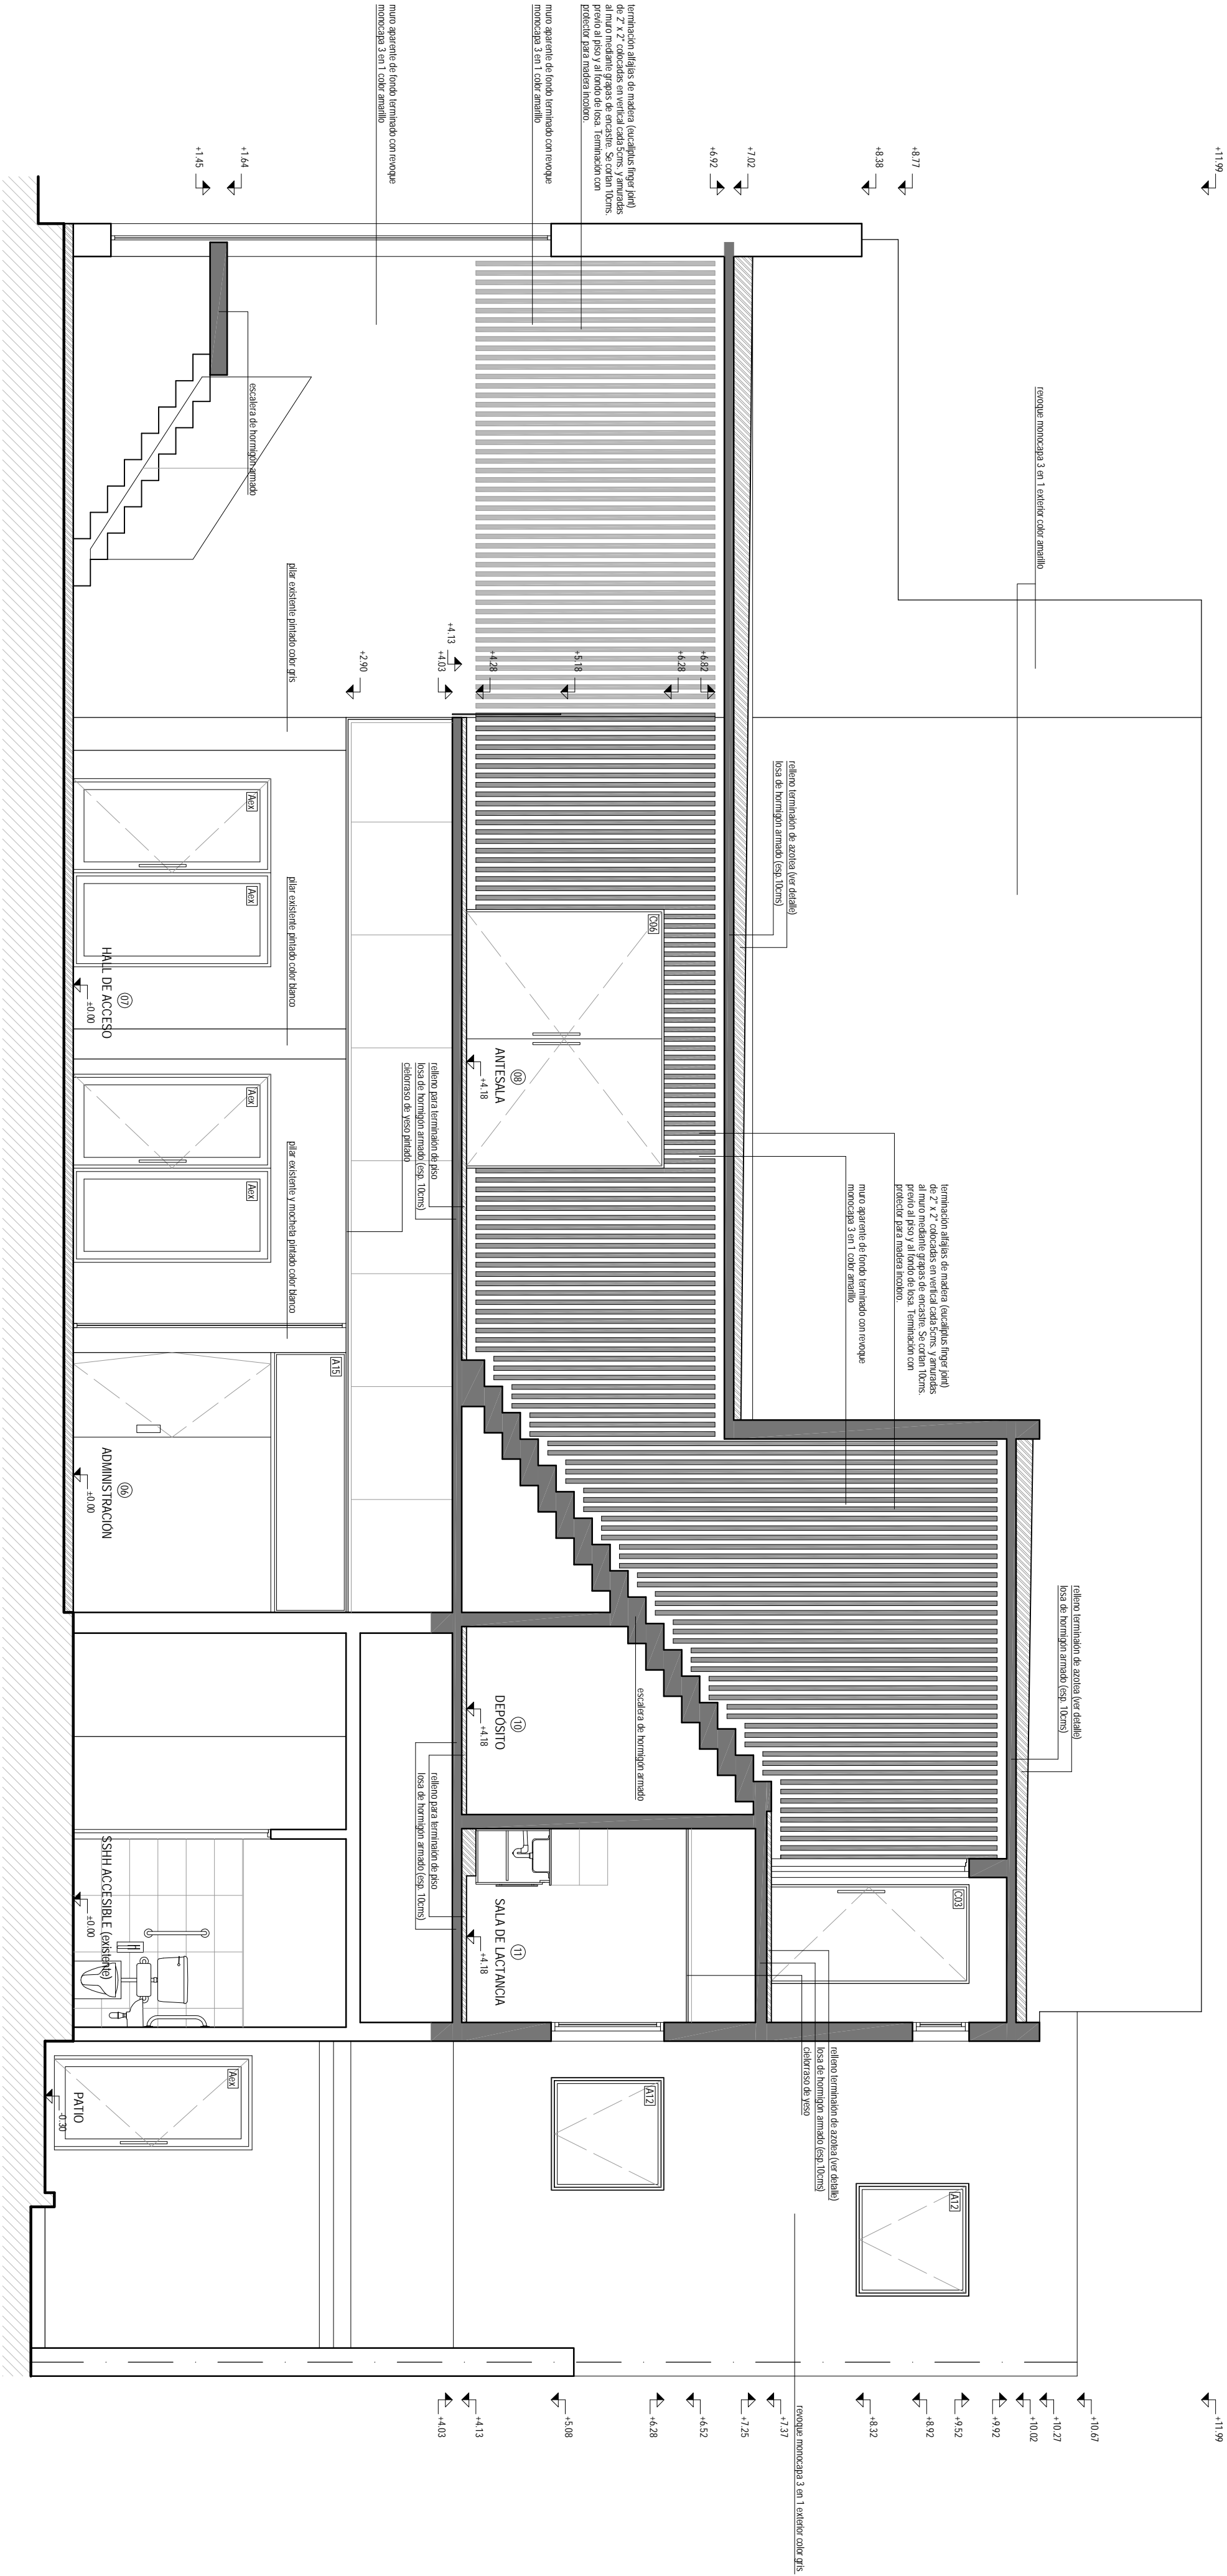 +11.99
+8.77
+8.38
+7.02
+6.92
+1.64
+1.45
terminación alfajías de madera (eucaliptus finger joint)
de 2" x 2" colocadas en vertical cada 5cms. y amuradas
al muro mediante grapas de encastre. Se cortan 10cms.
previo al piso y al fondo de losa. Terminación con
protector para madera incoloro.
muro aparente de fondo terminado con revoque
monocapa 3 en 1 color amarillo
muro aparente de fondo terminado con revoque
monocapa 3 en 1 color amarillo
escalera de hormigón armado
revoque monocapa 3 en 1 exterior color amarillo
pilar existente pintado color gris
+6.82
+6.28
+5.18
+4.28
+4.13
+4.03
+2.90
relleno terminaión de azotea (ver detalle)
losa de hormigón armado (esp.10cms)
C06
08
ANTESALA
+4.18
relleno para terminaión de piso
losa de hormigón armado (esp. 10cms)
cielorraso de yeso pintado
Aex
Aex
pilar existente pintado color blanco
07
HALL DE ACCESO
±0.00
Aex
Aex
pilar existente y mocheta pintado color blanco
terminación alfajías de madera (eucaliptus finger joint)
de 2" x 2" colocadas en vertical cada 5cms. y amuradas
al muro mediante grapas de encastre. Se cortan 10cms.
previo al piso y al fondo de losa. Terminación con
protector para madera incoloro.
muro aparente de fondo terminado con revoque
monocapa 3 en 1 color amarillo
A15
06
ADMINISTRACIÓN
±0.00
relleno terminaión de azotea (ver detalle)
losa de hormigón armado (esp. 10cms)
escalera de hormigón armado
10
DEPÓSITO
+4.18
relleno para terminaión de piso
losa de hormigón armado (esp. 10cms)
C03
11
SALA DE LACTANCIA
+4.18
SSHH ACCESIBLE (existente)
±0.00
relleno terminaión de azotea (ver detalle)
losa de hormigón armado (esp.10cms)
cielorraso de yeso
A12
A12
Aex
PATIO
-0.30
revoque monocapa 3 en 1 exterior color gris
+11.99
+10.67
+10.27
+10.02
+9.92
+9.52
+8.92
+8.32
+7.37
+7.25
+6.52
+6.28
+5.08
+4.13
+4.03